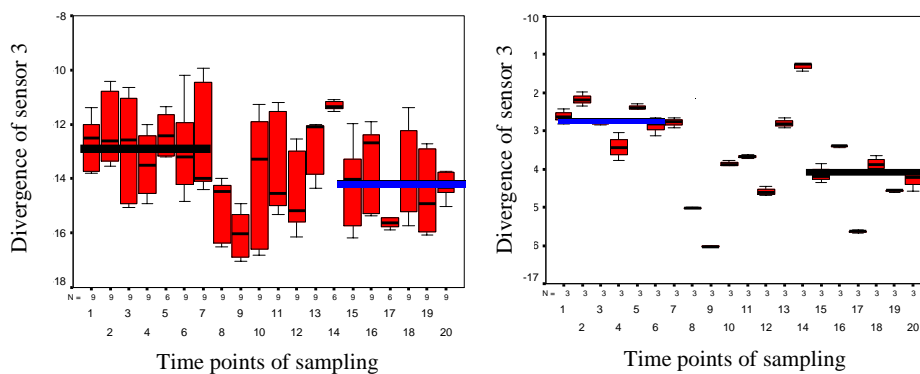 Divergence of sensor 3
-8
10
12
14
16
18
N = 9 9 9 9 6 9 9 9 9 9 9 9 9 6 9 9 9 9 9 9
1 3 5 7 9 11 13 15 17 19
2 4 6 8 10 12 14 16 18 20
Time points of sampling
Divergence of sensor 3
-10
1
2
3
4
5
6
-17
N = 3 3 3 3 3 3 3 3 3 3 3 3 3 3 3 3 3 3 3 3
1 3 5 7 9 11 13 15 17 19
2 4 6 8 10 12 14 16 18 20
Time points of sampling